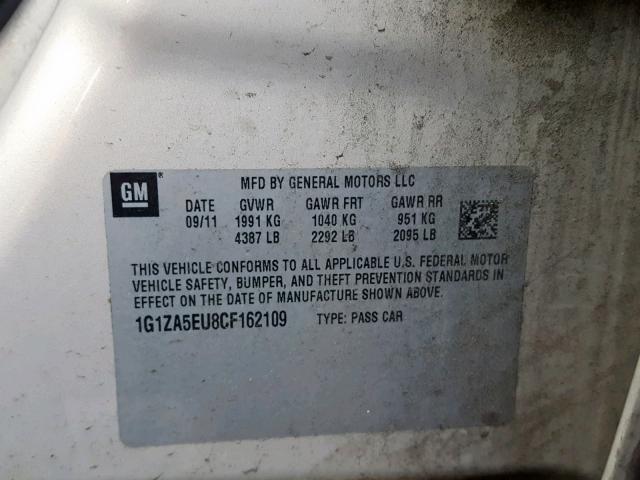 GM ®
MFD BY GENERAL MOTORS LLC
DATE GVWR GAWR FRT GAWR RR
09/11 1991 KG 1040 KG 951 KG
4387 LB 2292 LB 2095 LB
THIS VEHICLE CONFORMS TO ALL APPLICABLE U.S. FEDERAL MOTOR
VEHICLE SAFETY, BUMPER, AND THEFT PREVENTION STANDARDS IN
EFFECT ON THE DATE OF MANUFACTURE SHOWN ABOVE.
1G1ZA5EU8CF162109 TYPE: PASS CAR